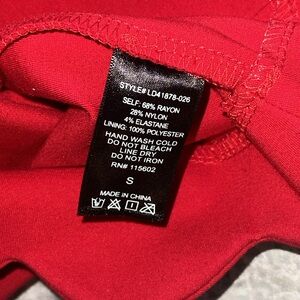 STYLE# LD41878-026
SELF: 68% RAYON
28% NYLON
4% ELASTANE
LINING: 100% POLYESTER
HAND WASH COLD
DO NOT BLEACH
LINE DRY
DO NOT IRON
RN# 115602
S
MADE IN CHINA